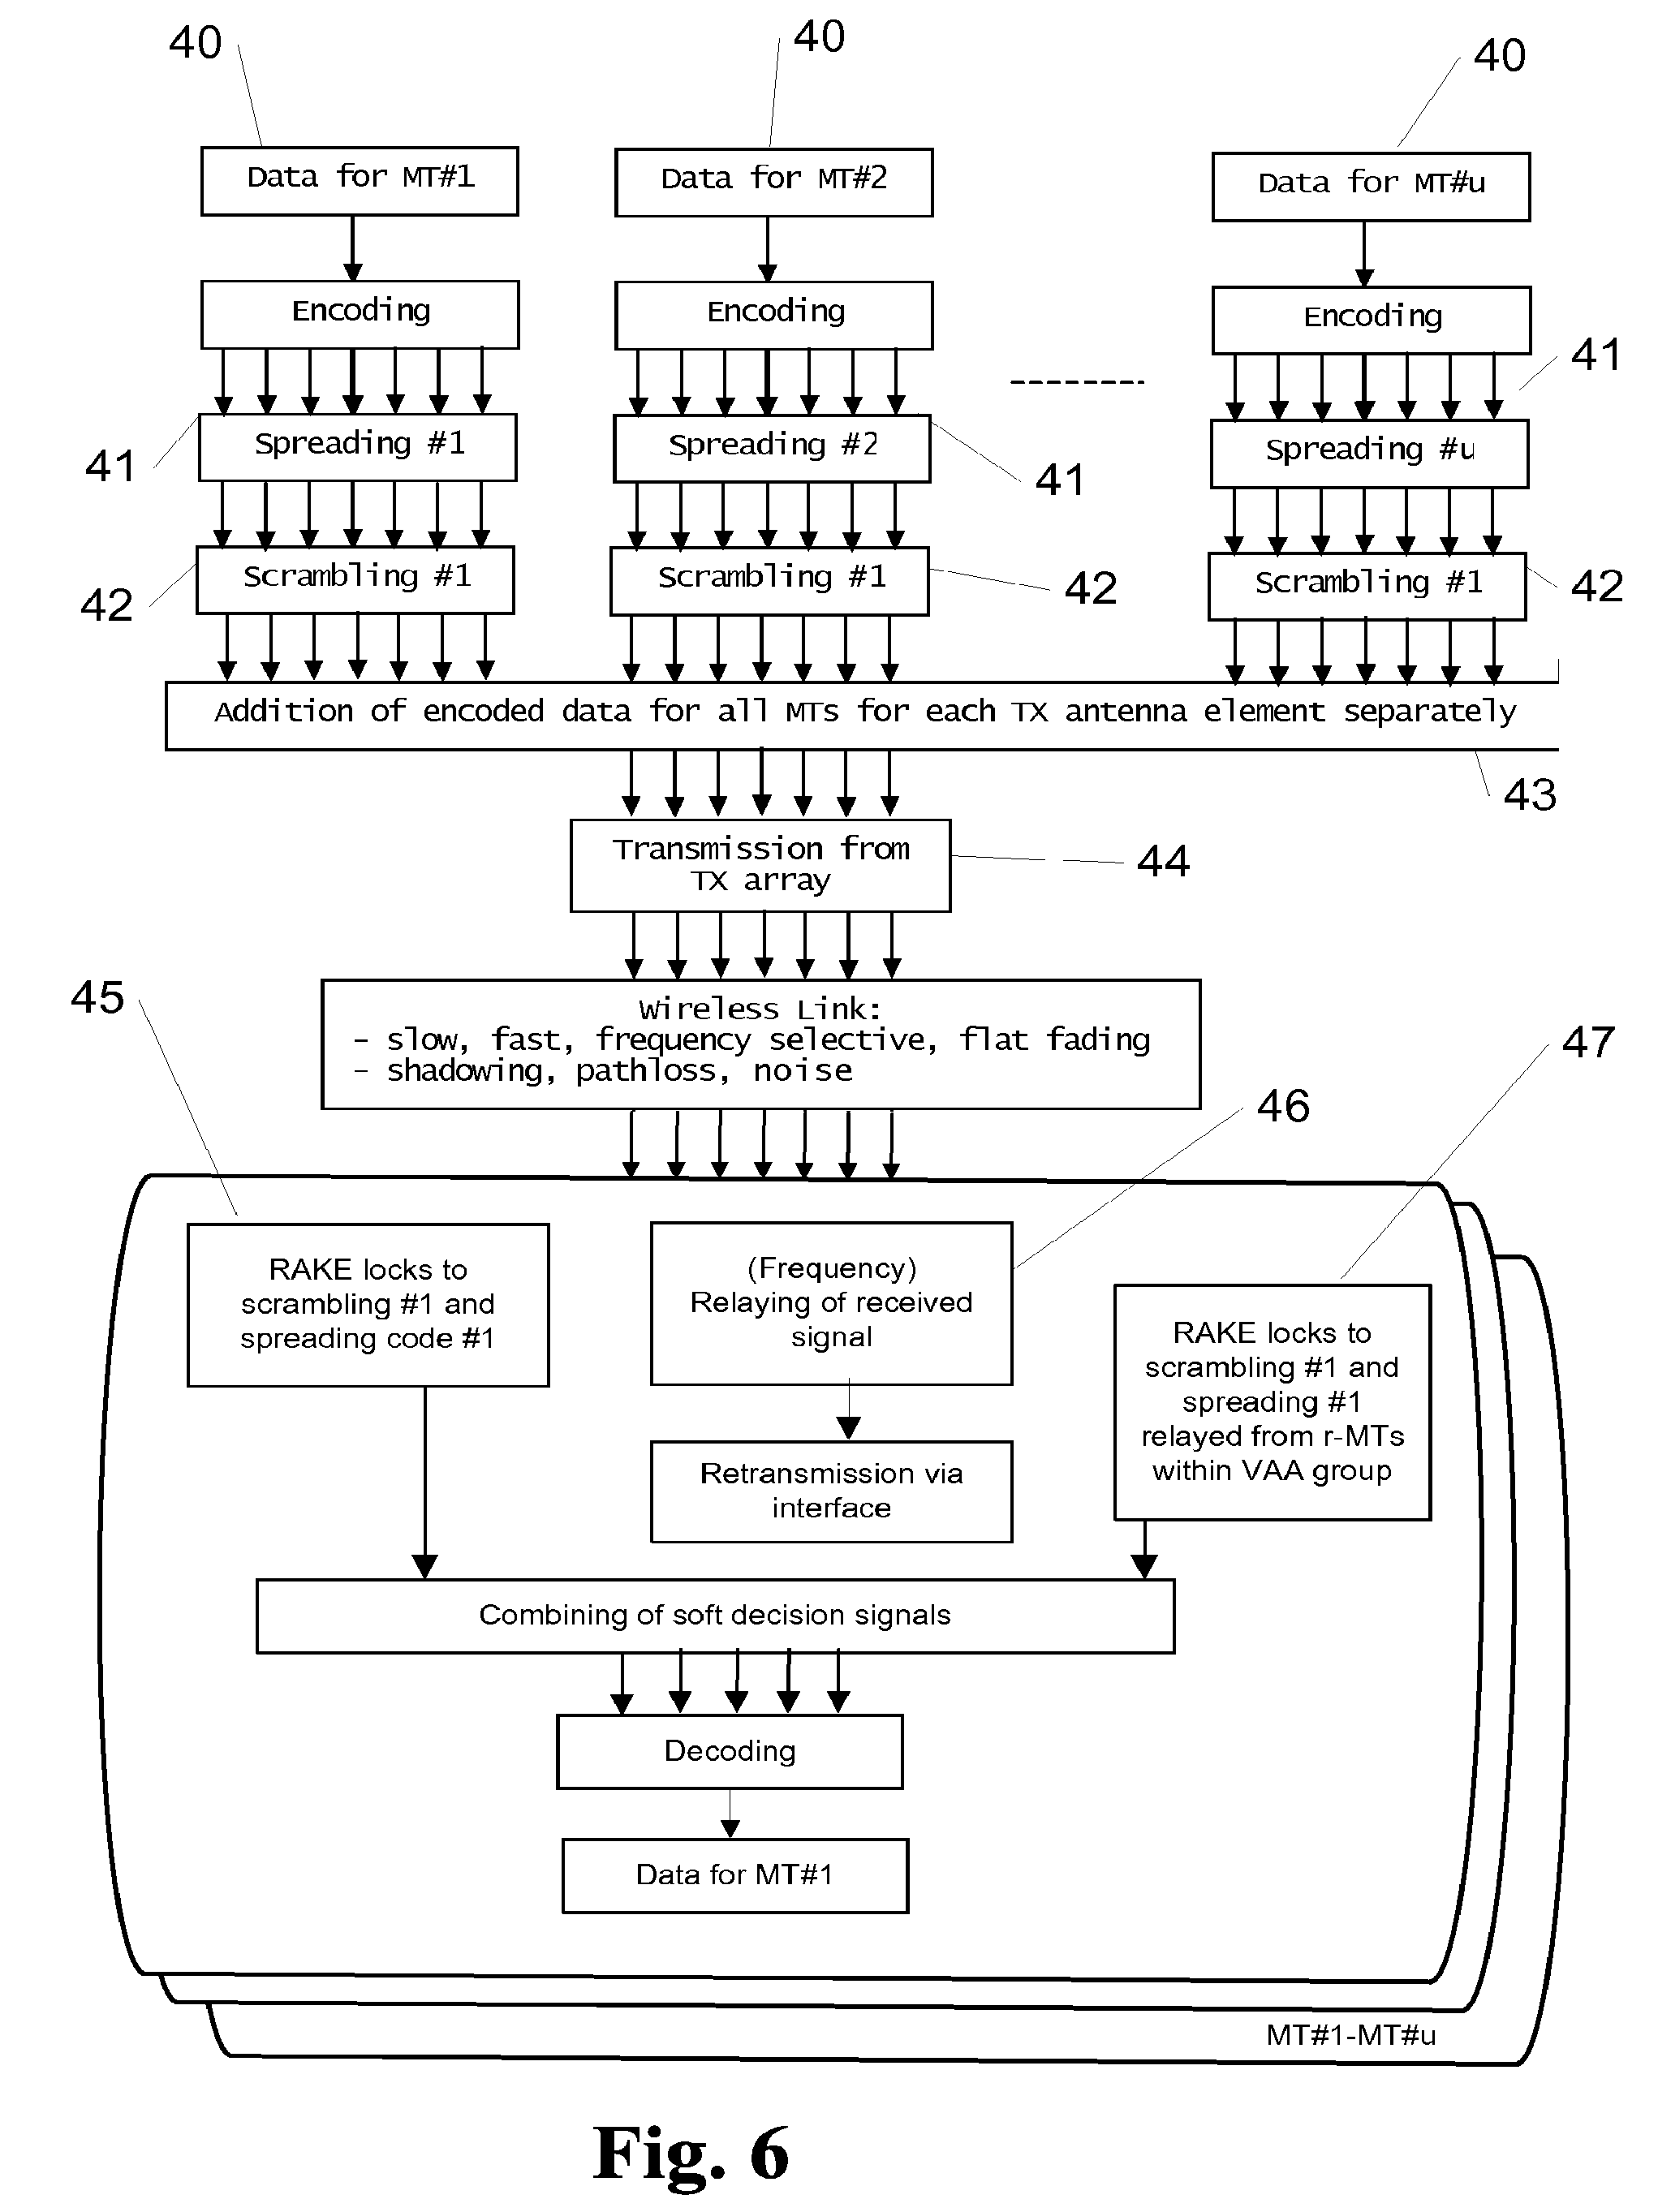 40
40
40
Data for MT#1
Data for MT#2
Data for MT#u
Encoding
Encoding
Encoding
41
Spreading #1
Spreading #2
Spreading #u
41
41
Scrambling #1
Scrambling #1
Scrambling #1
42
42
42
Addition of encoded data for all MTs for each TX antenna element separately
43
Transmission from
TX array
44
45
Wireless Link:
- slow, fast, frequency selective, flat fading
- shadowing, pathloss, noise
47
46
RAKE locks to
scrambling #1 and
spreading code #1
(Frequency)
Relaying of received
signal
RAKE locks to
scrambling #1 and
spreading #1
relayed from r-MTs
within VAA group
Retransmission via
interface
Combining of soft decision signals
Decoding
Data for MT#1
MT#1-MT#u
Fig. 6